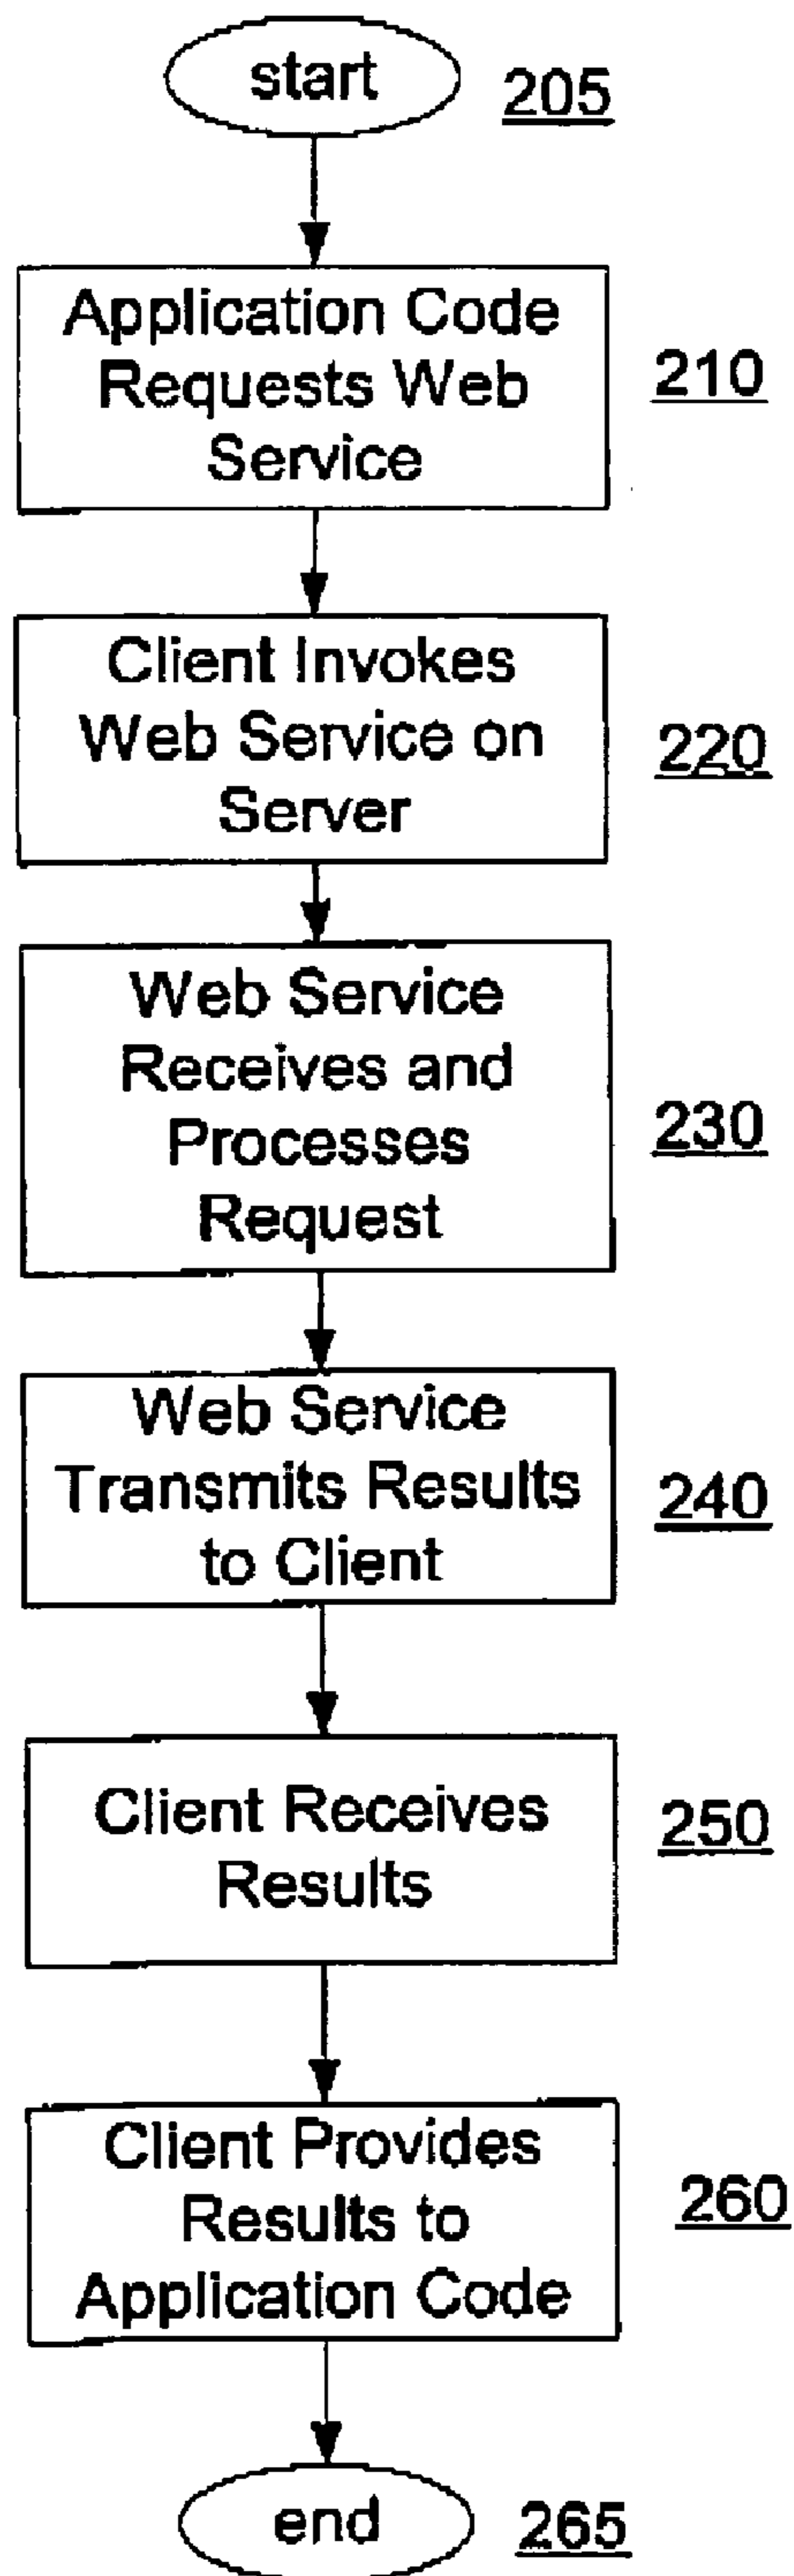 start
205
Application Code
Requests Web
Service
210
Client Invokes
Web Service on
Server
220
Web Service
Receives and
Processes
Request
230
Web Service
Transmits Results
to Client
240
Client Receives
Results
250
Client Provides
Results to
Application Code
260
end
265